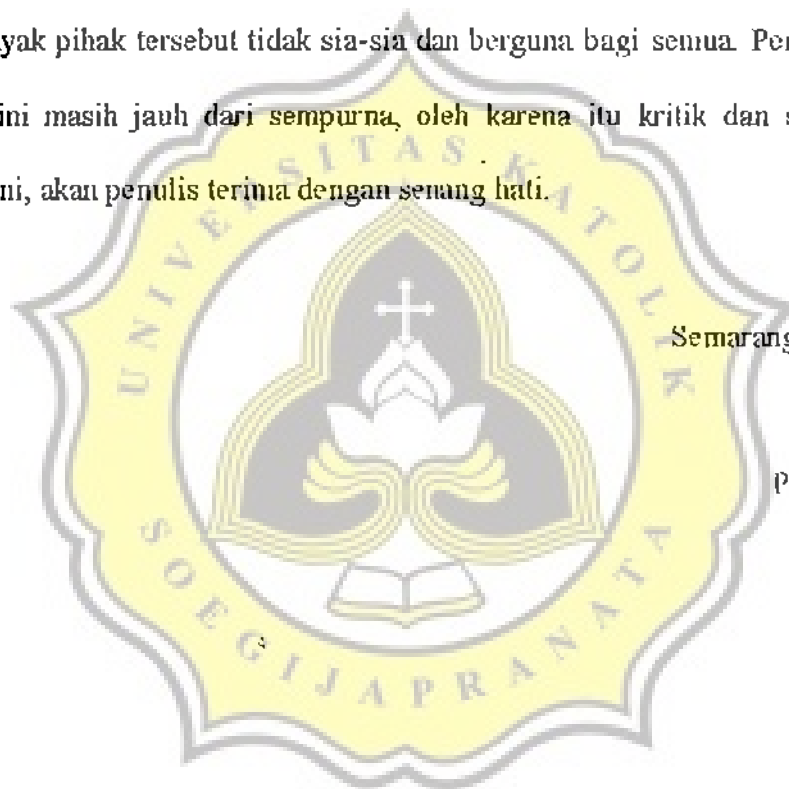 yak pihak tersebut tidak sia-sia dan berguna bagi semua. Pe
ini masih jauh dari sempurna, oleh karena itu kritik dan s
ni, akan penulis terima dengan senang hati.
UNIVERSITAS KATOLIK
Semarang
P
SOEGIJAPRANATA